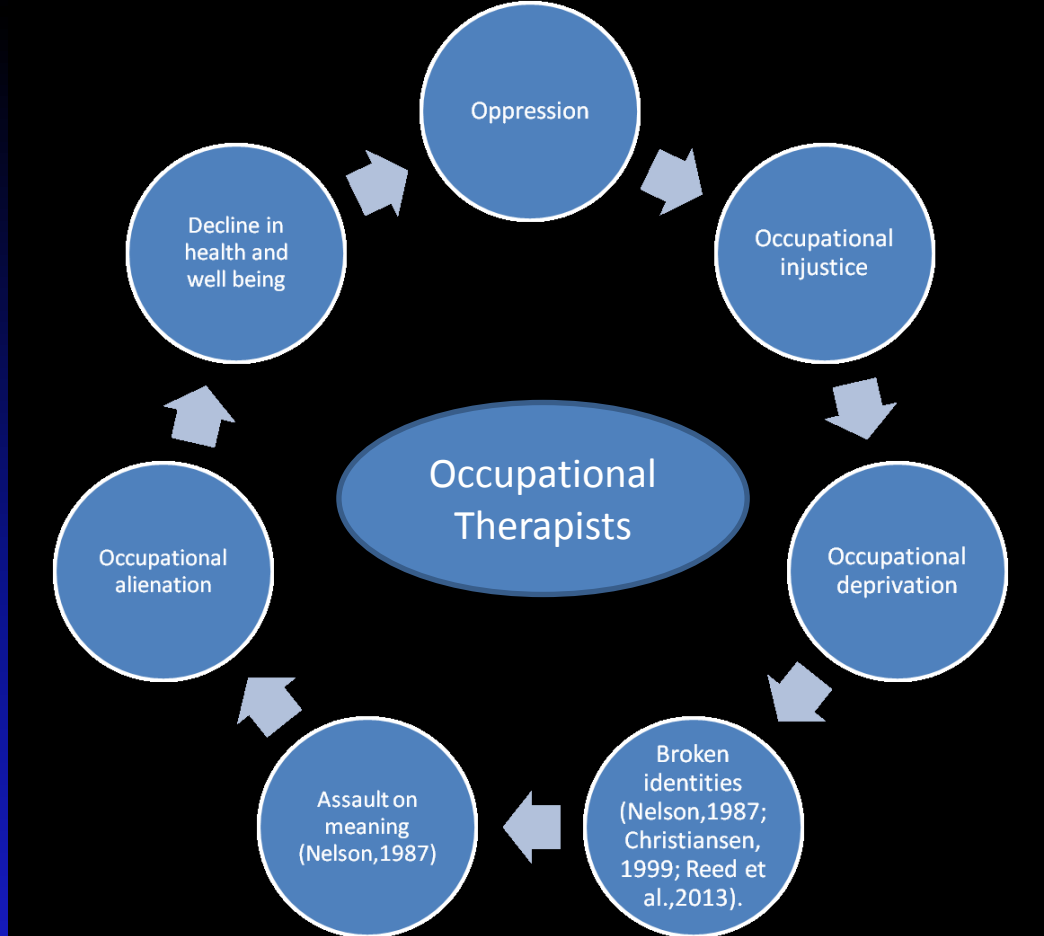 Oppression
Occupational
injustice
Occupational
deprivation
Broken
identities
(Nelson,1987;
Christiansen,
1999; Reed et
al.,2013).
Assault on
meaning
(Nelson,1987)
Occupational
alienation
Decline in
health and
well being
Occupational
Therapists